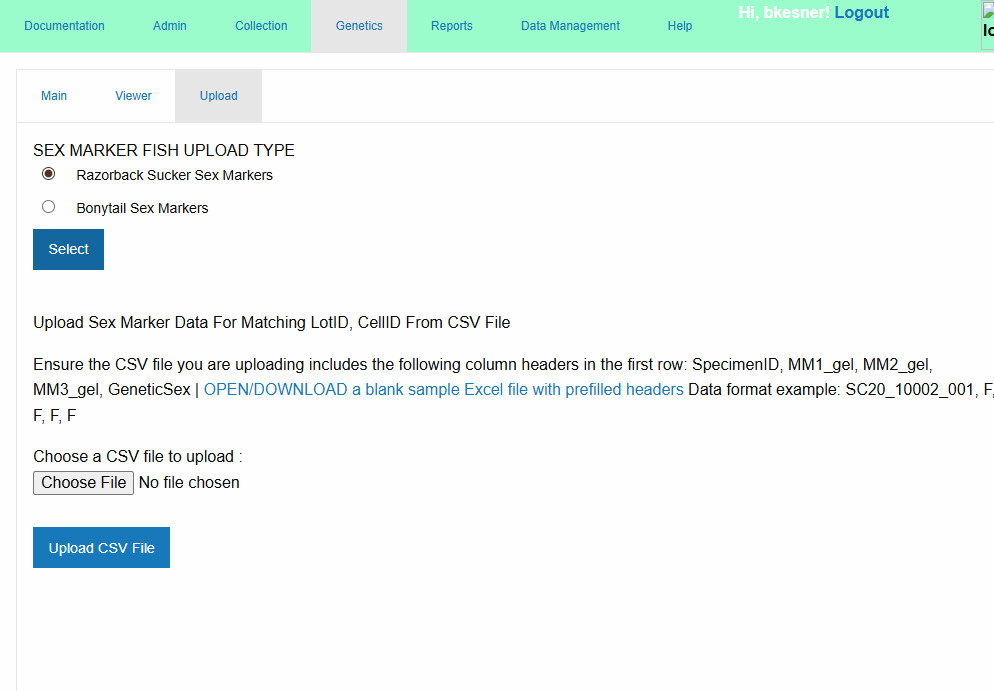 Documentation Admin Collection Genetics Reports Data Management Help Hi, bkesner! Logout
Main Viewer Upload
SEX MARKER FISH UPLOAD TYPE
Razorback Sucker Sex Markers
Bonytail Sex Markers
Select
Upload Sex Marker Data For Matching LotID, CellID From CSV File
Ensure the CSV file you are uploading includes the following column headers in the first row: SpecimenID, MM1_gel, MM2_gel,
MM3_gel, GeneticSex | OPEN/DOWNLOAD a blank sample Excel file with prefilled headers Data format example: SC20_10002_001, F,
F, F, F
Choose a CSV file to upload :
Choose File No file chosen
Upload CSV File